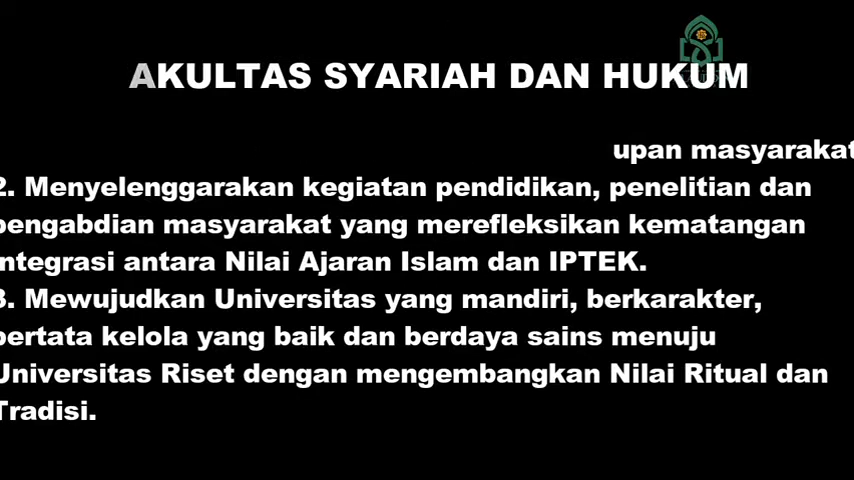 AKULTAS SYARIAH DAN HUKUM
upan masyarakat
2. Menyelenggarakan kegiatan pendidikan, penelitian dan
pengabdian masyarakat yang merefleksikan kematangan
ntegrasi antara Nilai Ajaran Islam dan IPTEK.
3. Mewujudkan Universitas yang mandiri, berkarakter,
bertata kelola yang baik dan berdaya sains menuju
Universitas Riset dengan mengembangkan Nilai Ritual dan
Tradisi.